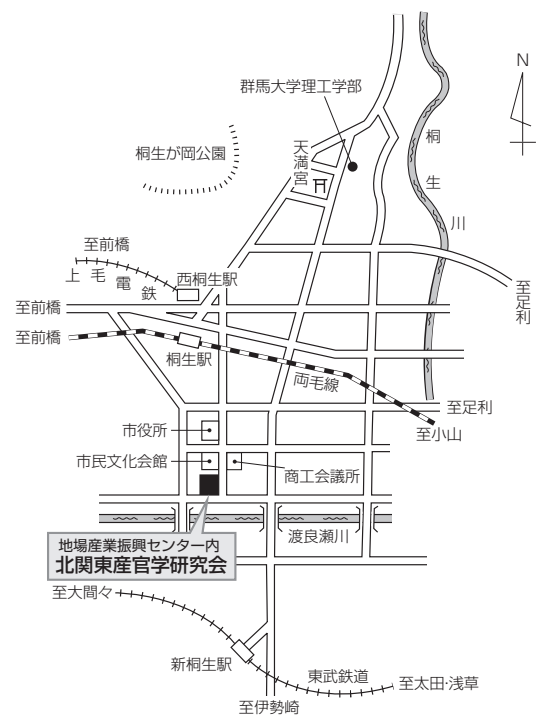 N
群馬大学理工学部
桐生川
天満宮
桐生が岡公園
至前橋
上毛電鉄
西桐生駅
至足利
至前橋
至前橋
桐生駅
両毛線
至足利
至小山
市役所
市民文化会館
商工会議所
渡良瀬川
地場産業振興センター内
北関東産官学研究会
至大間々
新桐生駅
東武鉄道
至太田・浅草
至伊勢崎